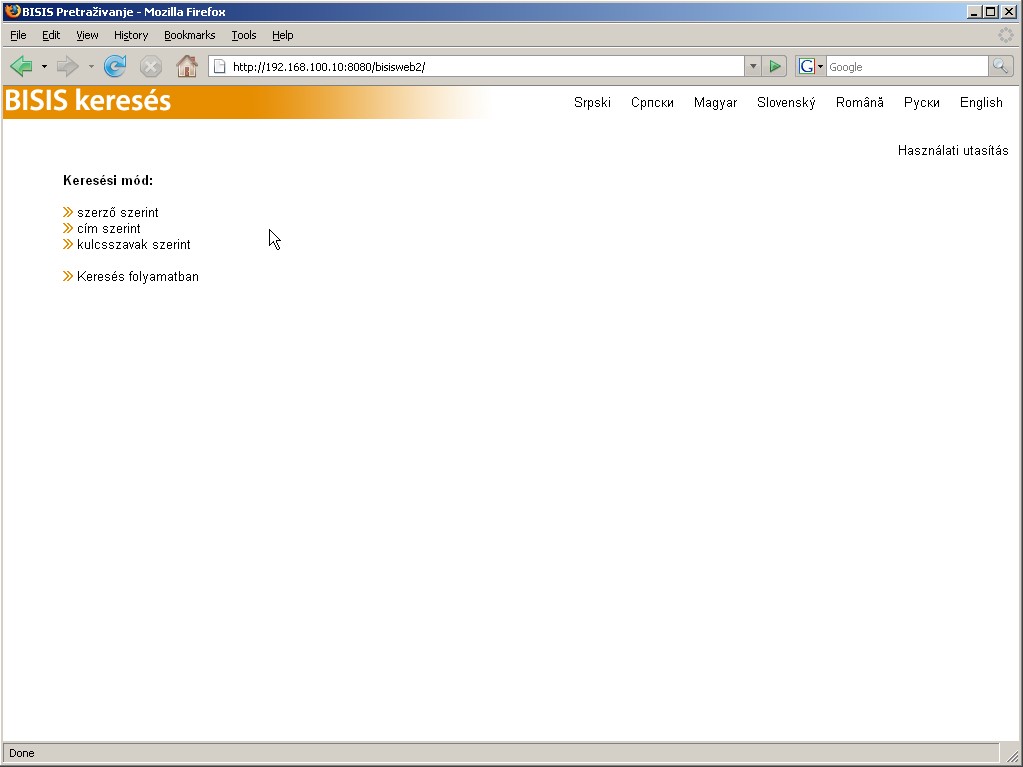 BISIS Pretraživanje - Mozilla Firefox
File Edit View History Bookmarks Tools Help
http://192.168.100.10:8080/bisisweb2/ G Google
BISIS keresés Srpski Српски Magyar Slovenský Română Руски English
Használati utasítás
Keresési mód:
szerző szerint
cím szerint
kulcsszavak szerint
Keresés folyamatban
Done